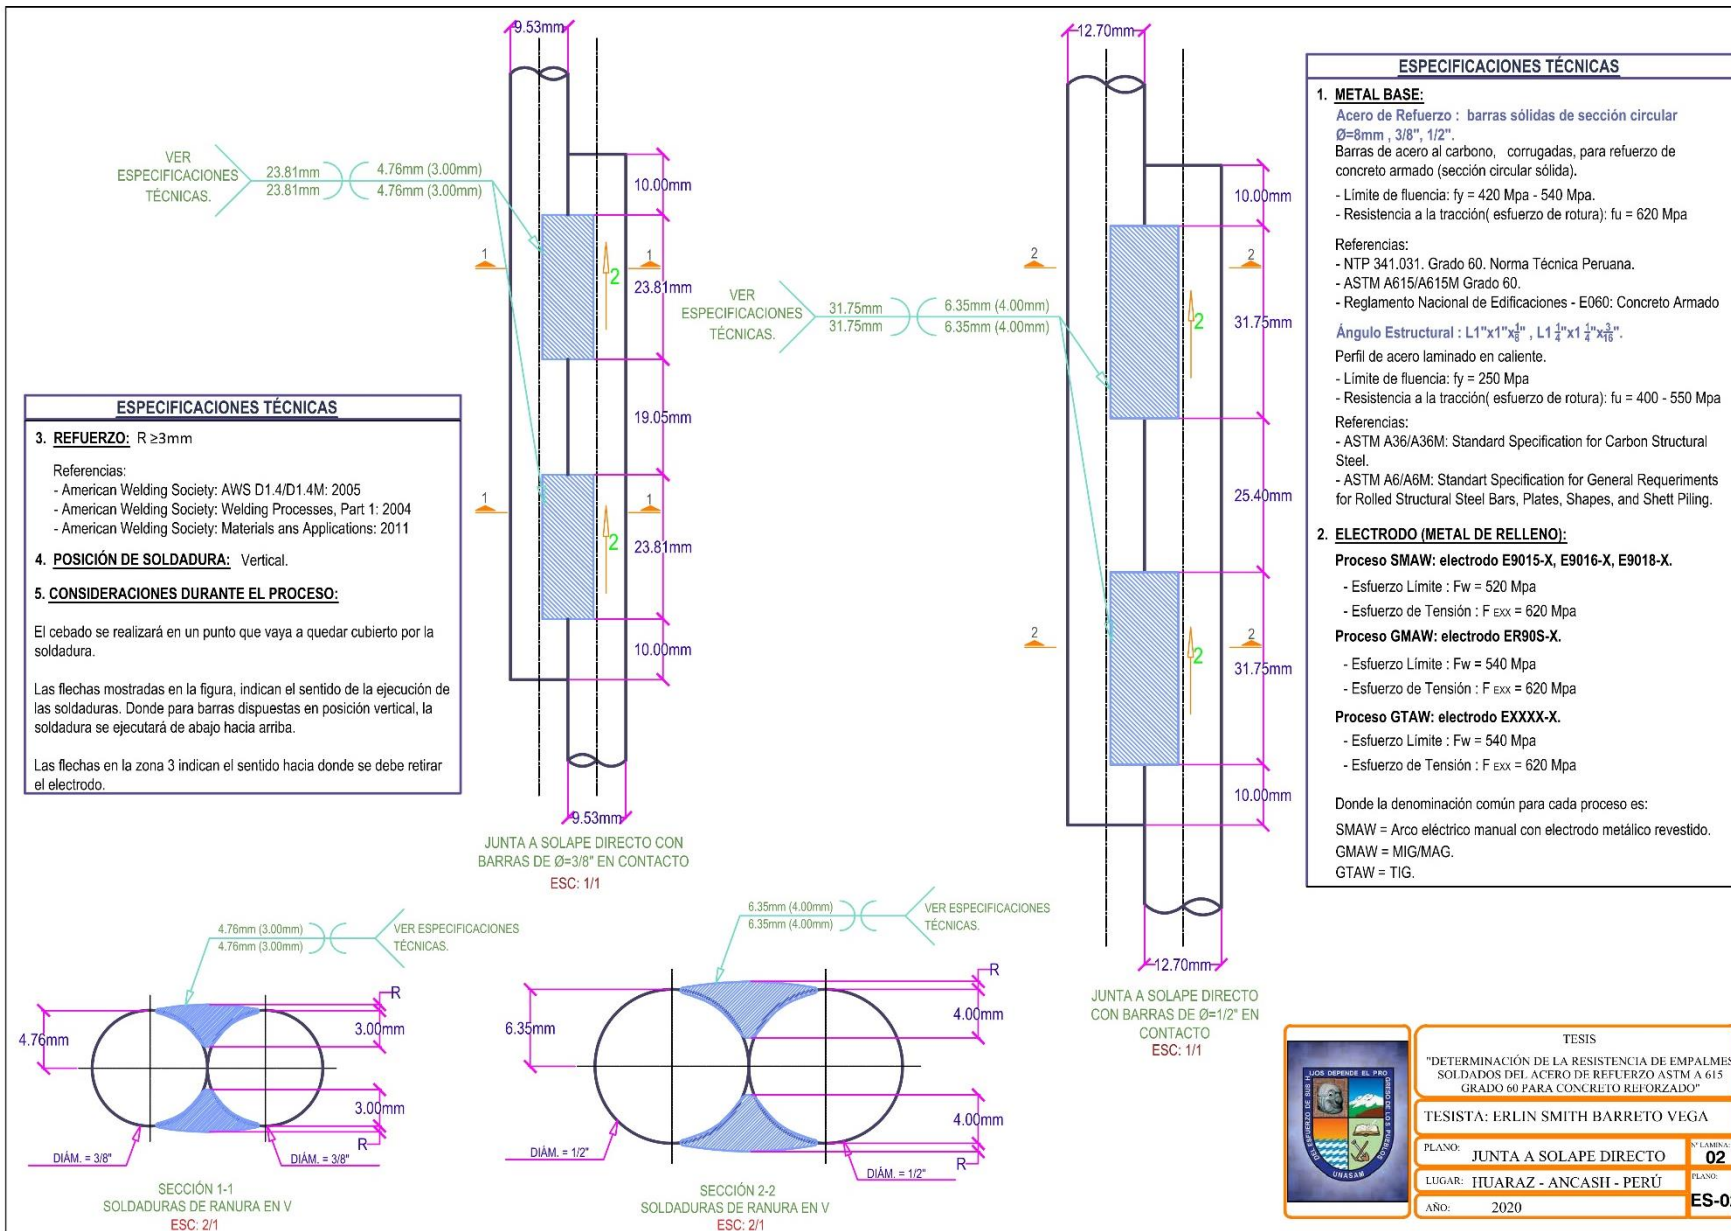 9.53mm
VER
ESPECIFICACIONES
TÉCNICAS.
23.81mm
23.81mm
4.76mm (3.00mm)
4.76mm (3.00mm)
10.00mm
1
1
2
23.81mm
19.05mm
1
1
2
23.81mm
10.00mm
9.53mm
JUNTA A SOLAPE DIRECTO CON
BARRAS DE Ø=3/8" EN CONTACTO
ESC: 1/1
12.70mm
VER
ESPECIFICACIONES
TÉCNICAS.
31.75mm
31.75mm
6.35mm (4.00mm)
6.35mm (4.00mm)
10.00mm
2
2
2
31.75mm
25.40mm
2
2
2
31.75mm
10.00mm
12.70mm
JUNTA A SOLAPE DIRECTO
CON BARRAS DE Ø=1/2" EN
CONTACTO
ESC: 1/1
ESPECIFICACIONES TÉCNICAS
3. REFUERZO: R ≥3mm
Referencias:
- American Welding Society: AWS D1.4/D1.4M: 2005
- American Welding Society: Welding Processes, Part 1: 2004
- American Welding Society: Materials ans Applications: 2011
4. POSICIÓN DE SOLDADURA: Vertical.
5. CONSIDERACIONES DURANTE EL PROCESO:
El cebado se realizará en un punto que vaya a quedar cubierto por la
soldadura.
Las flechas mostradas en la figura, indican el sentido de la ejecución de
las soldaduras. Donde para barras dispuestas en posición vertical, la
soldadura se ejecutará de abajo hacia arriba.
Las flechas en la zona 3 indican el sentido hacia donde se debe retirar
el electrodo.
ESPECIFICACIONES TÉCNICAS
1. METAL BASE:
Acero de Refuerzo : barras sólidas de sección circular
Ø=8mm , 3/8", 1/2".
Barras de acero al carbono, corrugadas, para refuerzo de
concreto armado (sección circular sólida).
- Límite de fluencia: fy = 420 Mpa - 540 Mpa.
- Resistencia a la tracción( esfuerzo de rotura): fu = 620 Mpa
Referencias:
- NTP 341.031. Grado 60. Norma Técnica Peruana.
- ASTM A615/A615M Grado 60.
- Reglamento Nacional de Edificaciones - E060: Concreto Armado
Ángulo Estructural : L1"x1"x1/8" , L1 1/4"x1 1/4"x3/16".
Perfil de acero laminado en caliente.
- Límite de fluencia: fy = 250 Mpa
- Resistencia a la tracción( esfuerzo de rotura): fu = 400 - 550 Mpa
Referencias:
- ASTM A36/A36M: Standard Specification for Carbon Structural
Steel.
- ASTM A6/A6M: Standart Specification for General Requeriments
for Rolled Structural Steel Bars, Plates, Shapes, and Shett Piling.
2. ELECTRODO (METAL DE RELLENO):
Proceso SMAW: electrodo E9015-X, E9016-X, E9018-X.
- Esfuerzo Límite : Fw = 520 Mpa
- Esfuerzo de Tensión : F EXX = 620 Mpa
Proceso GMAW: electrodo ER90S-X.
- Esfuerzo Límite : Fw = 540 Mpa
- Esfuerzo de Tensión : F EXX = 620 Mpa
Proceso GTAW: electrodo EXXXX-X.
- Esfuerzo Límite : Fw = 540 Mpa
- Esfuerzo de Tensión : F EXX = 620 Mpa
Donde la denominación común para cada proceso es:
SMAW = Arco eléctrico manual con electrodo metálico revestido.
GMAW = MIG/MAG.
GTAW = TIG.
4.76mm (3.00mm)
4.76mm (3.00mm)
VER ESPECIFICACIONES
TÉCNICAS.
4.76mm
R
3.00mm
3.00mm
R
DIÁM. = 3/8"
DIÁM. = 3/8"
SECCIÓN 1-1
SOLDADURAS DE RANURA EN V
ESC: 2/1
6.35mm (4.00mm)
6.35mm (4.00mm)
VER ESPECIFICACIONES
TÉCNICAS.
6.35mm
R
4.00mm
4.00mm
R
DIÁM. = 1/2"
DIÁM. = 1/2"
SECCIÓN 2-2
SOLDADURAS DE RANURA EN V
ESC: 2/1
UNASAM
TESIS
"DETERMINACIÓN DE LA RESISTENCIA DE EMPALMES
SOLDADOS DEL ACERO DE REFUERZO ASTM A 615
GRADO 60 PARA CONCRETO REFORZADO"
TESISTA: ERLIN SMITH BARRETO VEGA
PLANO: JUNTA A SOLAPE DIRECTO
N° LAMINA:
02
LUGAR: HUARAZ - ANCASH - PERÚ
PLANO:
AÑO: 2020